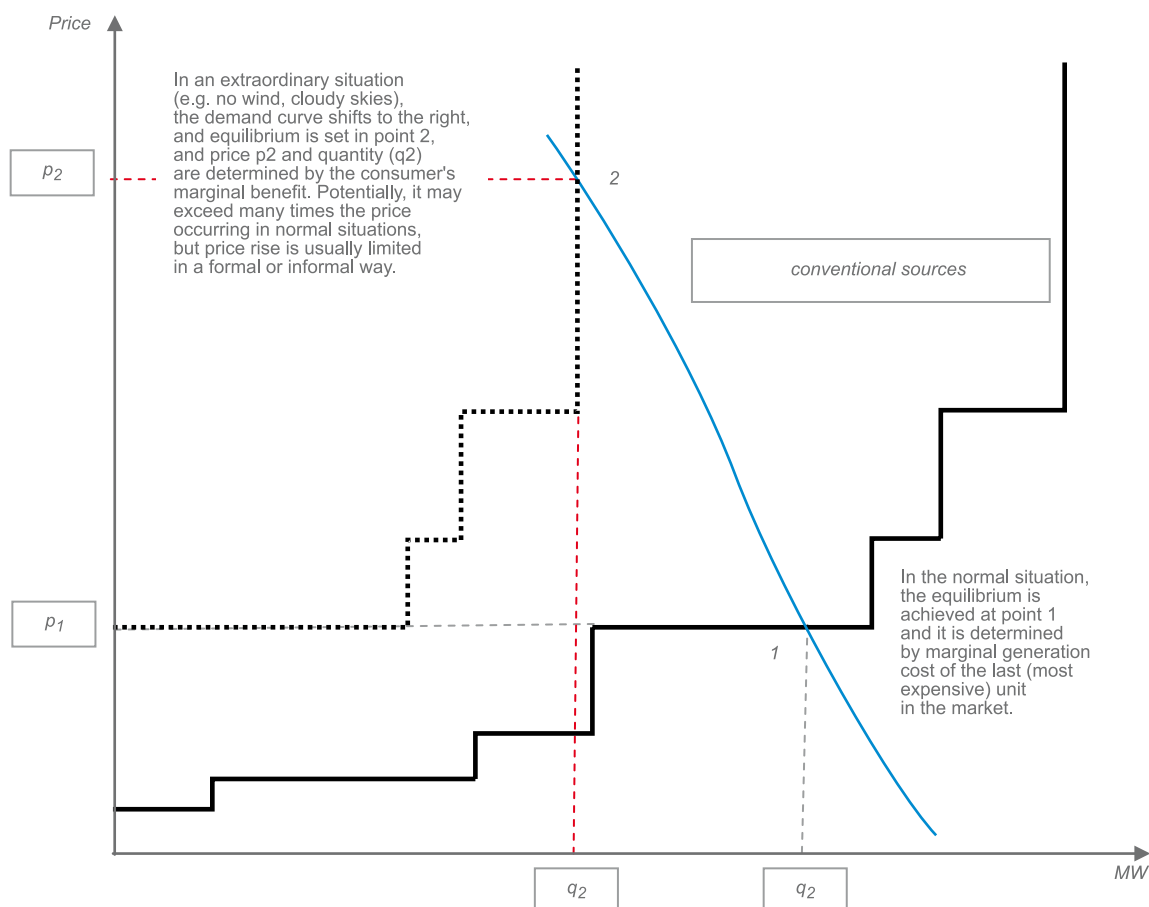 Price
In an extraordinary situation
(e.g. no wind, cloudy skies),
the demand curve shifts to the right,
and equilibrium is set in point 2,
and price p2 and quantity (q2)
are determined by the consumer's
marginal benefit. Potentially, it may
exceed many times the price
occurring in normal situations,
but price rise is usually limited
in a formal or informal way.
p2
2
conventional sources
In the normal situation,
the equilibrium is
achieved at point 1
and it is determined
by marginal generation
cost of the last (most
expensive) unit
in the market.
p1
1
MW
q2
q2